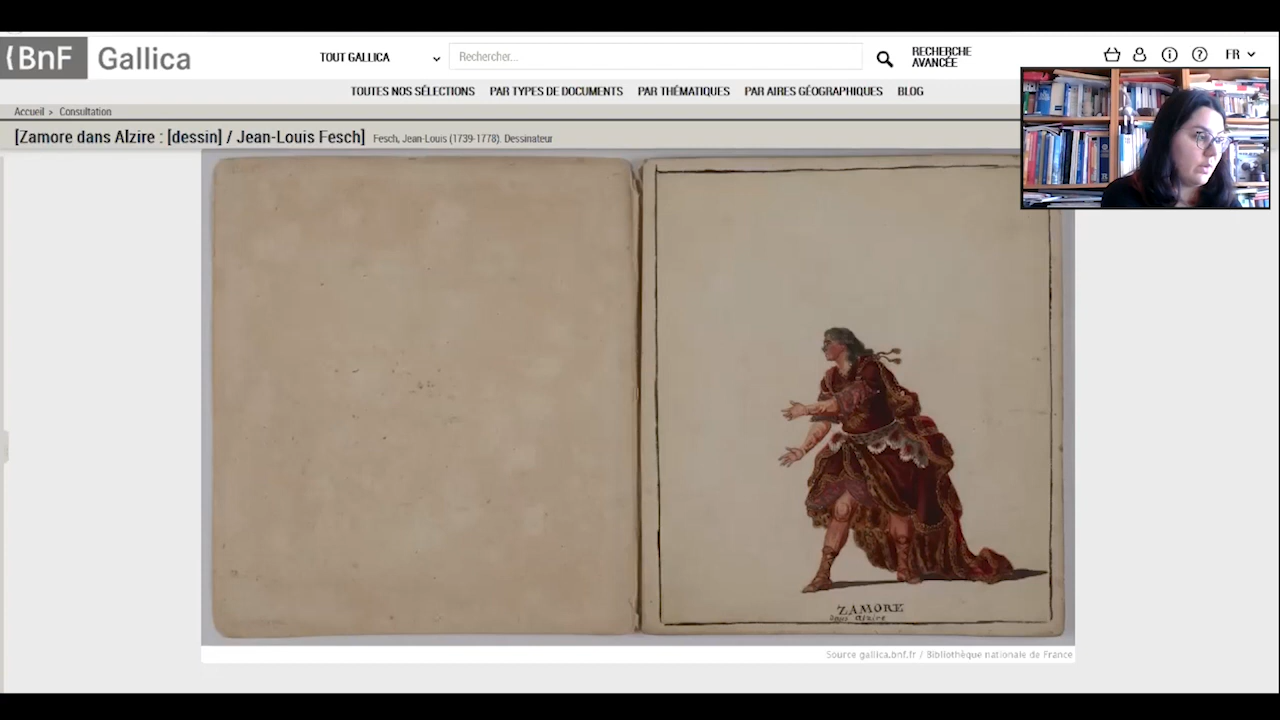 BnF Gallica
TOUT GALLICA
Rechercher...
RECHERCHE
AVANCÉE
FR
TOUTES NOS SÉLECTIONS PAR TYPES DE DOCUMENTS PAR THÉMATIQUES PAR AIRES GÉOGRAPHIQUES BLOG
Accueil > Consultation
[Zamore dans Alzire : [dessin] / Jean-Louis Fesch] Fesch, Jean-Louis (1739-1778). Dessinateur
ZAMORE
Dans Alzire
Source gallica.bnf.fr / Bibliothèque nationale de France